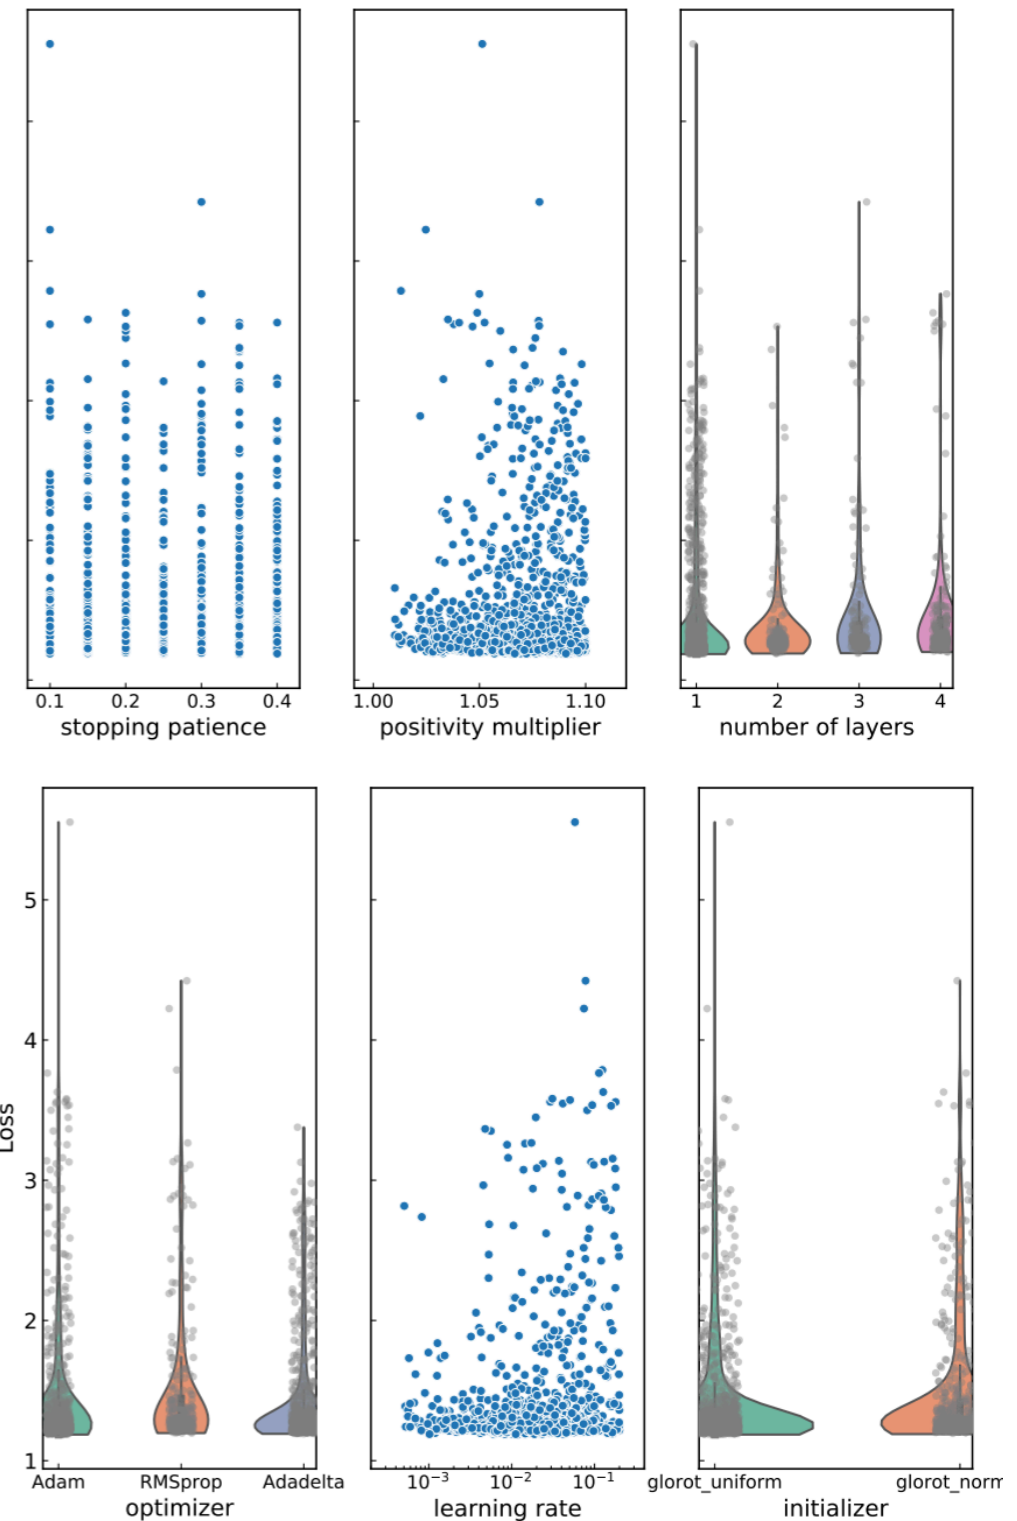 0.1 0.2 0.3 0.4
stopping patience
1.00 1.05 1.10
positivity multiplier
1 2 3 4
number of layers
5
4
3
2
1
Loss
Adam RMSprop Adadelta
optimizer
10⁻³ 10⁻² 10⁻¹
learning rate
glorot_uniform glorot_norm
initializer